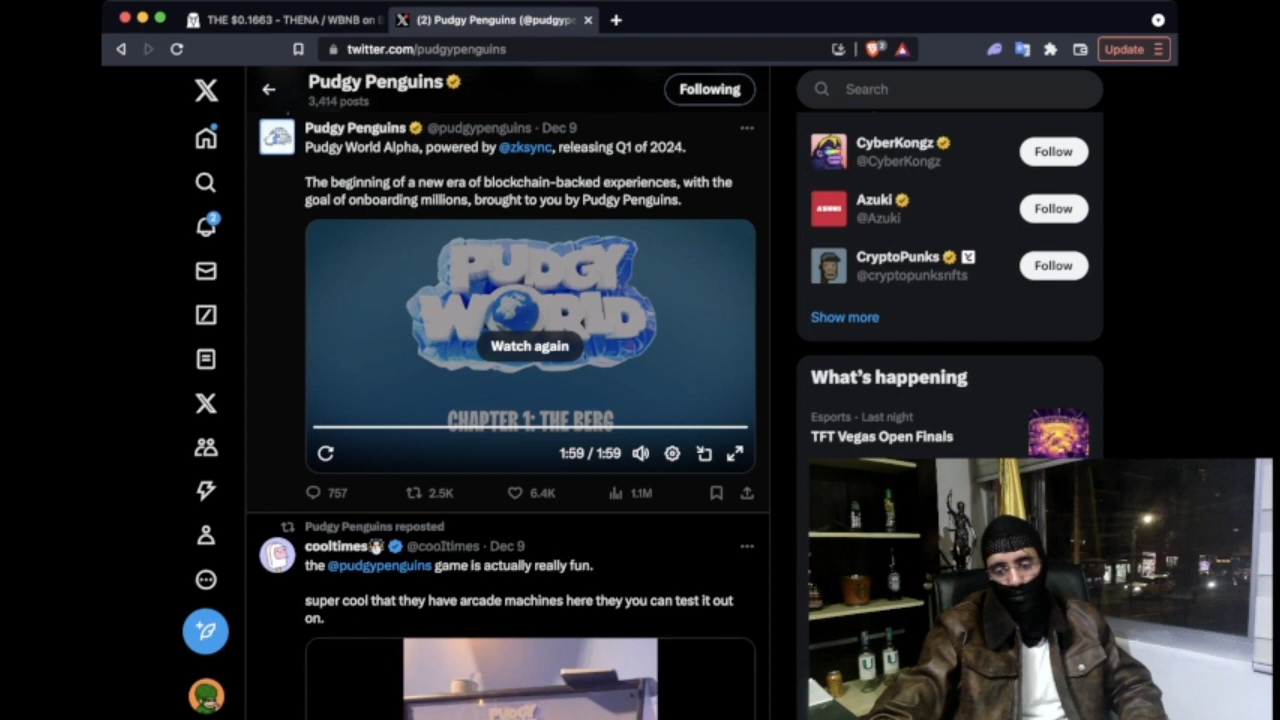 THE $0.1663 - THENA / WBNB on
(2) Pudgy Penguins (@pudgype
twitter.com/pudgypenguins
2
Update
Pudgy Penguins
3,414 posts
Following
Search
Pudgy Penguins @pudgypenguins · Dec 9
Pudgy World Alpha, powered by @zksync, releasing Q1 of 2024.
The beginning of a new era of blockchain-backed experiences, with the
goal of onboarding millions, brought to you by Pudgy Penguins.
PUDGY
WORLD
Watch again
CHAPTER 1: THE BERG
1:59 / 1:59
757
2.5K
6.4K
1.1M
Pudgy Penguins reposted
cooltimes @cooltimes · Dec 9
the @pudgypenguins game is actually really fun.
super cool that they have arcade machines here they you can test it out
on.
PUDGY
2
CyberKongz
@CyberKongz
Follow
AZUKI
Azuki
@Azuki
Follow
CryptoPunks
@cryptopunksnfts
Follow
Show more
What's happening
Esports · Last night
TFT Vegas Open Finals
U
U